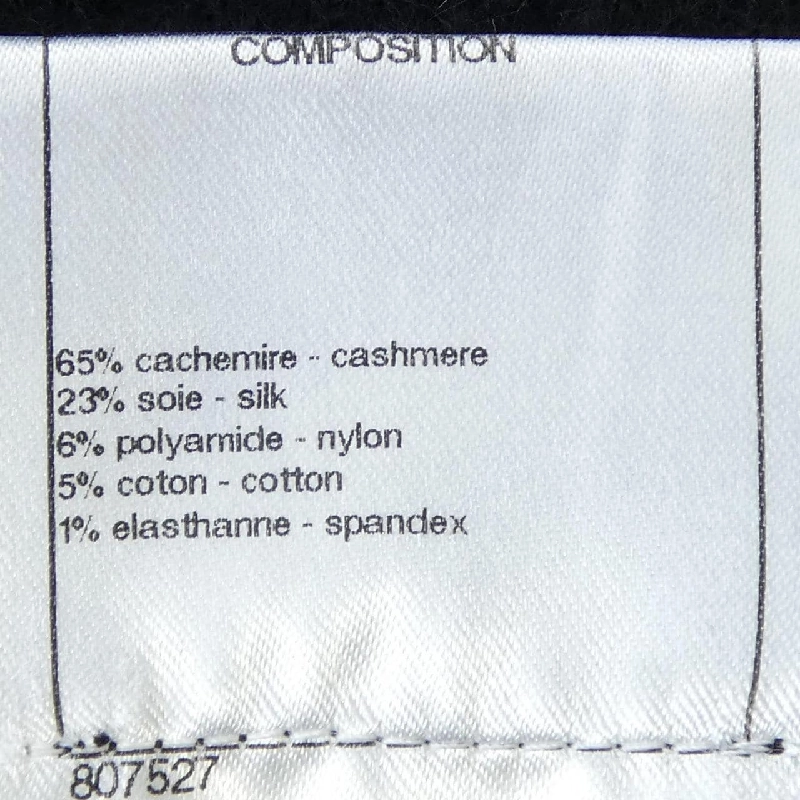 COMPOSITION
65% cachemire - cashmere
23% soie - silk
6% polyamide - nylon
5% coton - cotton
1% elasthanne - spandex
807527